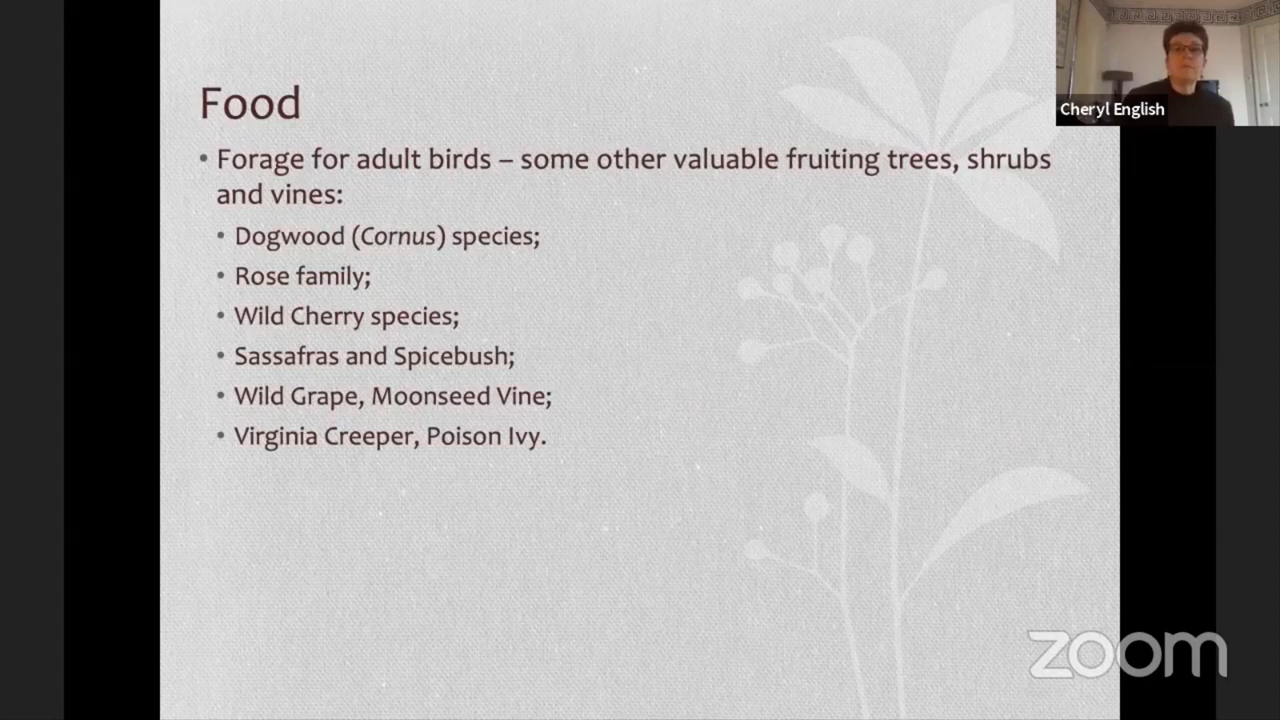 Food
• Forage for adult birds – some other valuable fruiting trees, shrubs
and vines:
• Dogwood (Cornus) species;
• Rose family;
• Wild Cherry species;
• Sassafras and Spicebush;
• Wild Grape, Moonseed Vine;
• Virginia Creeper, Poison Ivy.
Cheryl English
zoom